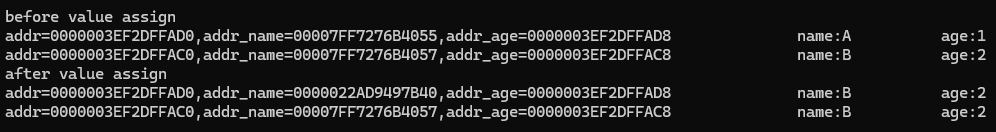 before value assign
addr=0000003EF2DFFAD0,addr_name=00007FF7276B4055,addr_age=0000003EF2DFFAD8 name:A age:1
addr=0000003EF2DFFAC0,addr_name=00007FF7276B4057,addr_age=0000003EF2DFFAC8 name:B age:2
after value assign
addr=0000003EF2DFFAD0,addr_name=0000022AD9497B40,addr_age=0000003EF2DFFAD8 name:B age:2
addr=0000003EF2DFFAC0,addr_name=00007FF7276B4057,addr_age=0000003EF2DFFAC8 name:B age:2